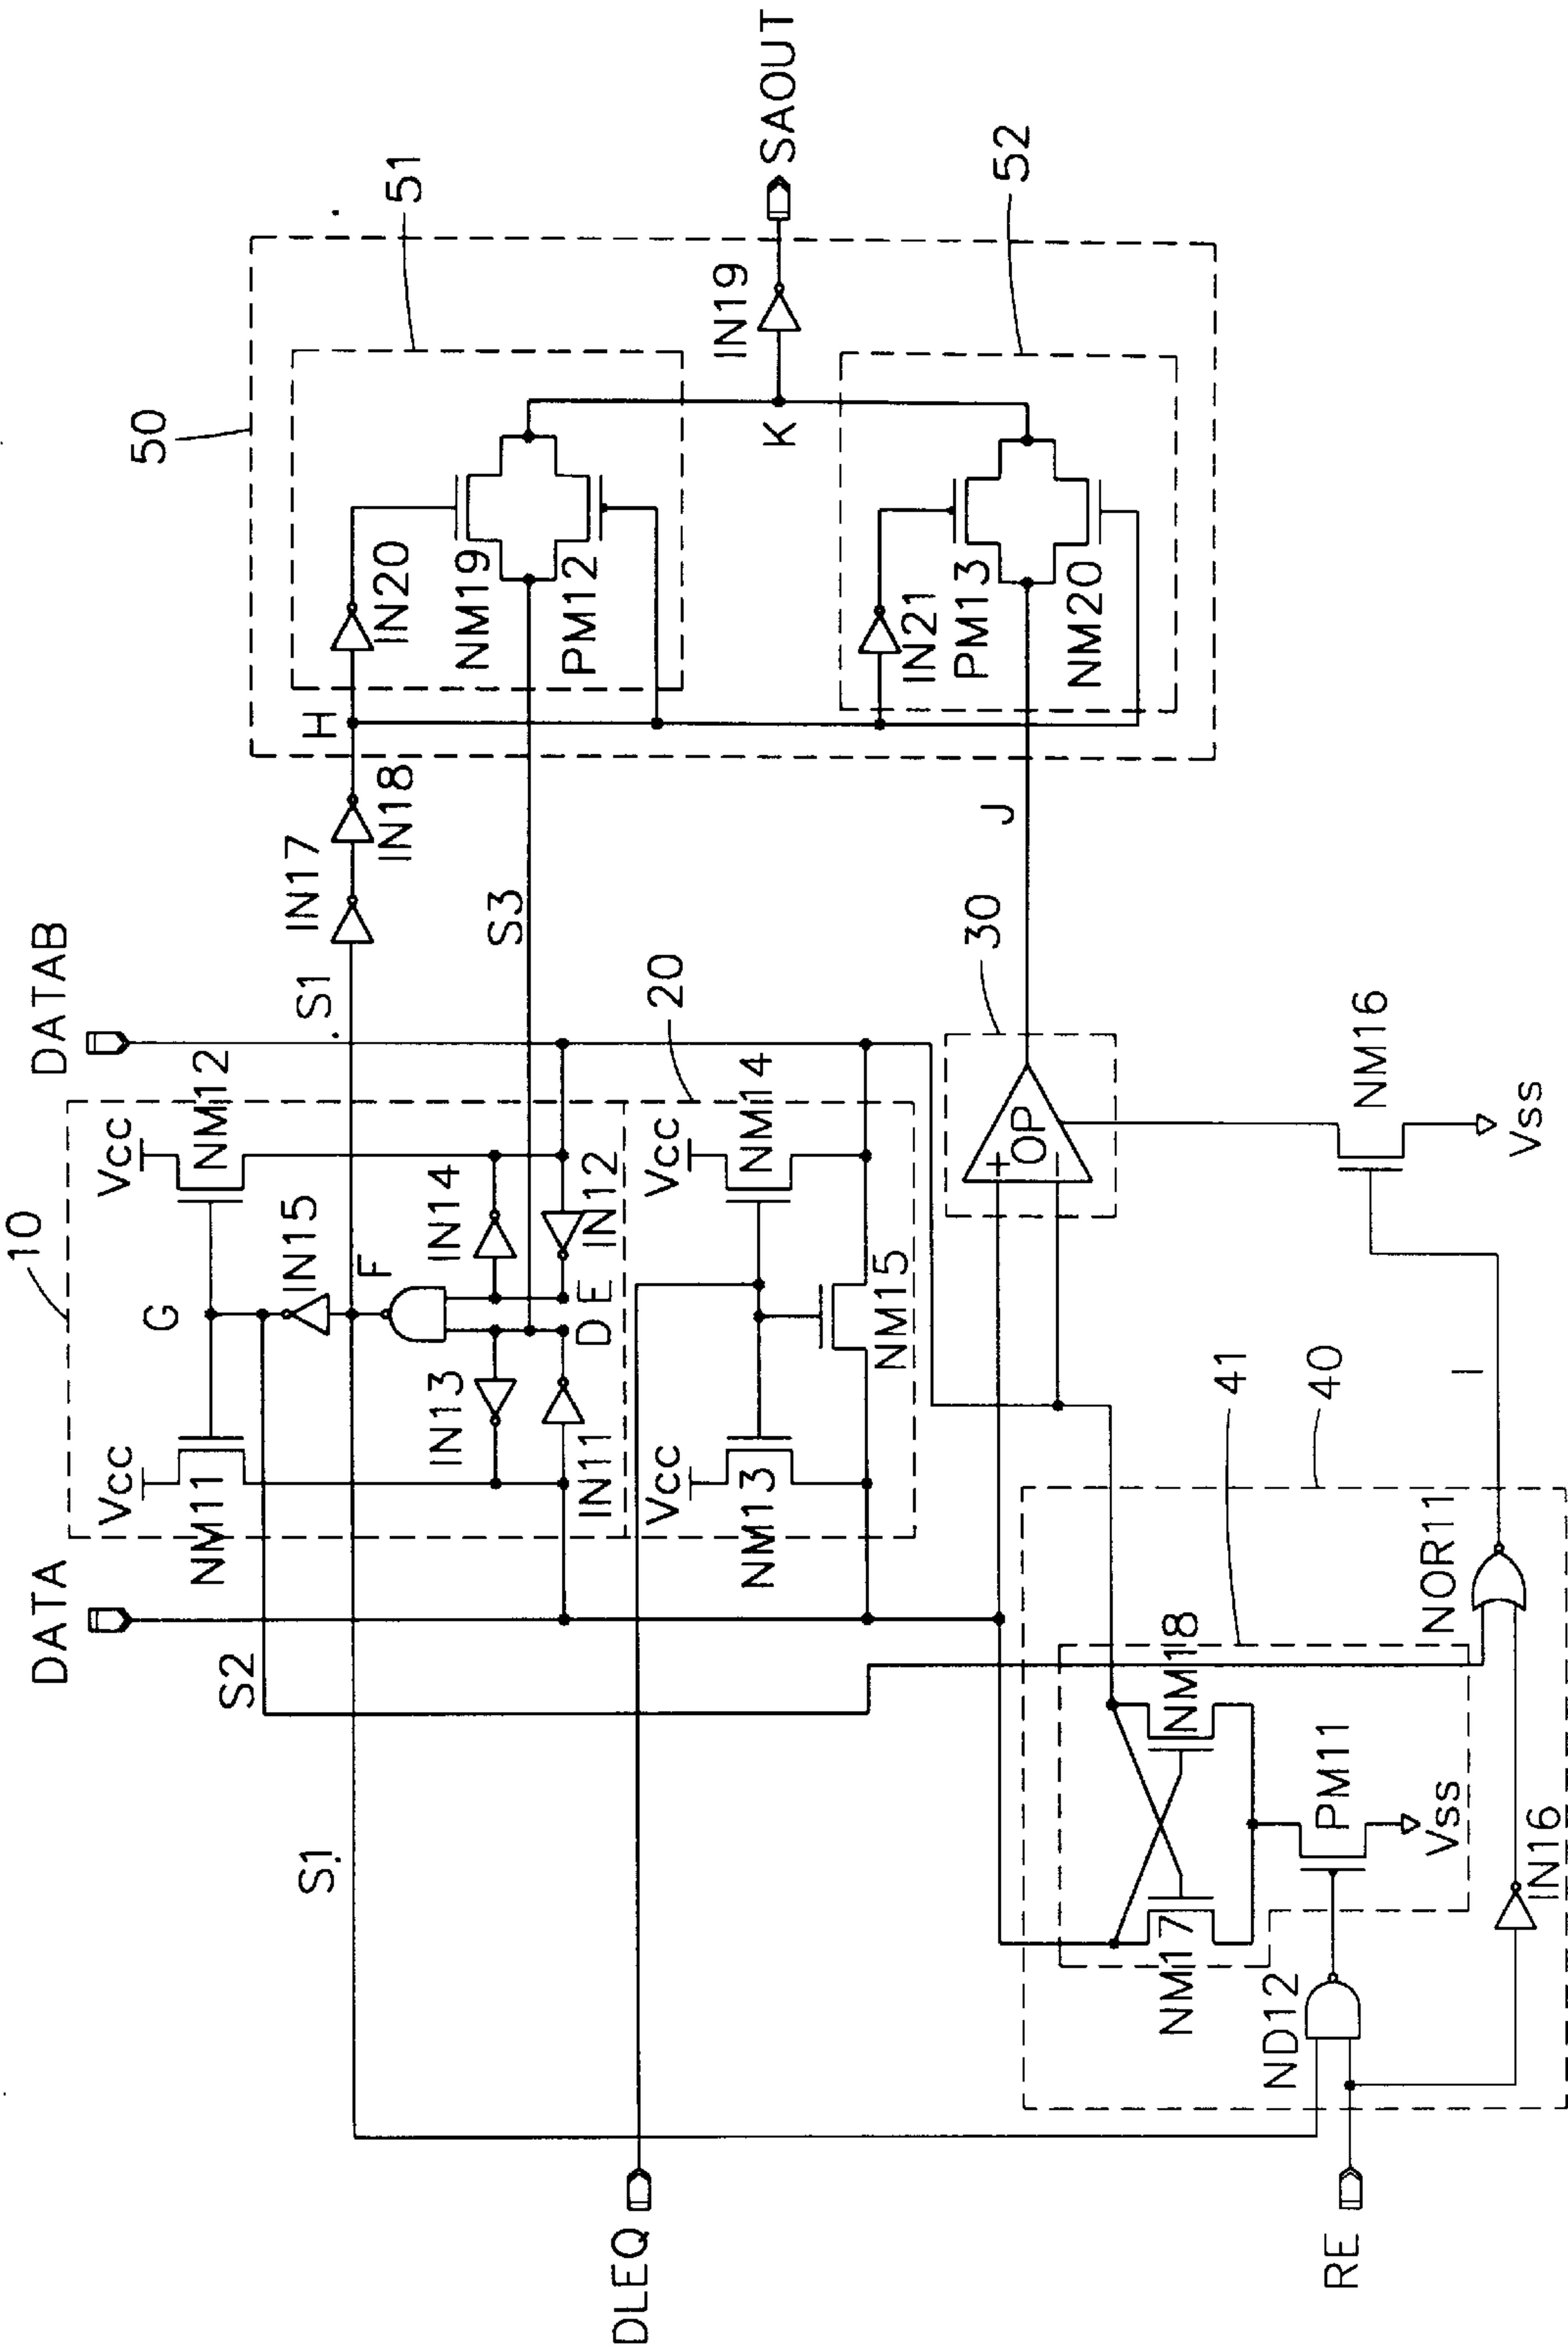 DATA
DATAB
10
Vcc
Vcc
NM11
NM12
G
IN15
S2
S1
S1
F
IN17
IN18
H
50
51
IN20
NM19
PM12
S3
IN13
IN14
D
E
IN11
IN12
20
Vcc
Vcc
NM13
NM14
NM15
DLEQ
K
IN19
SAOUT
52
IN21
PM13
NM20
J
30
+
OP
−
NM16
Vss
I
41
40
NM17
NM18
PM11
Vss
ND12
NOR11
IN16
RE